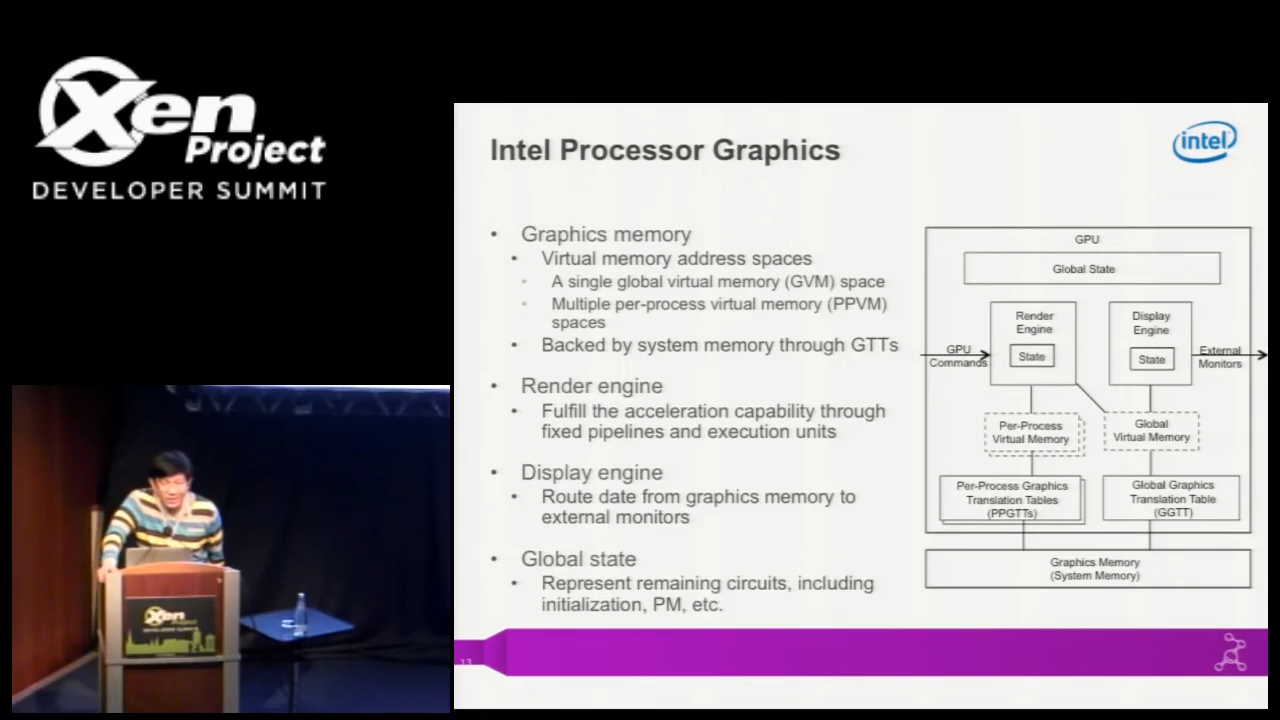 Xen
Project
DEVELOPER SUMMIT
Intel Processor Graphics
intel
• Graphics memory
• Virtual memory address spaces
• A single global virtual memory (GVM) space
• Multiple per-process virtual memory (PPVM)
spaces
• Backed by system memory through GTTs
• Render engine
• Fulfill the acceleration capability through
fixed pipelines and execution units
• Display engine
• Route date from graphics memory to
external monitors
• Global state
• Represent remaining circuits, including
initialization, PM, etc.
GPU
Global State
Render
Engine
State
Display
Engine
State
GPU
Commands
External
Monitors
Per-Process
Virtual Memory
Global
Virtual Memory
Per-Process Graphics
Translation Tables
(PPGTTs)
Global Graphics
Translation Table
(GGTT)
Graphics Memory
(System Memory)
13
Xen
Project
DEVELOPER SUMMIT